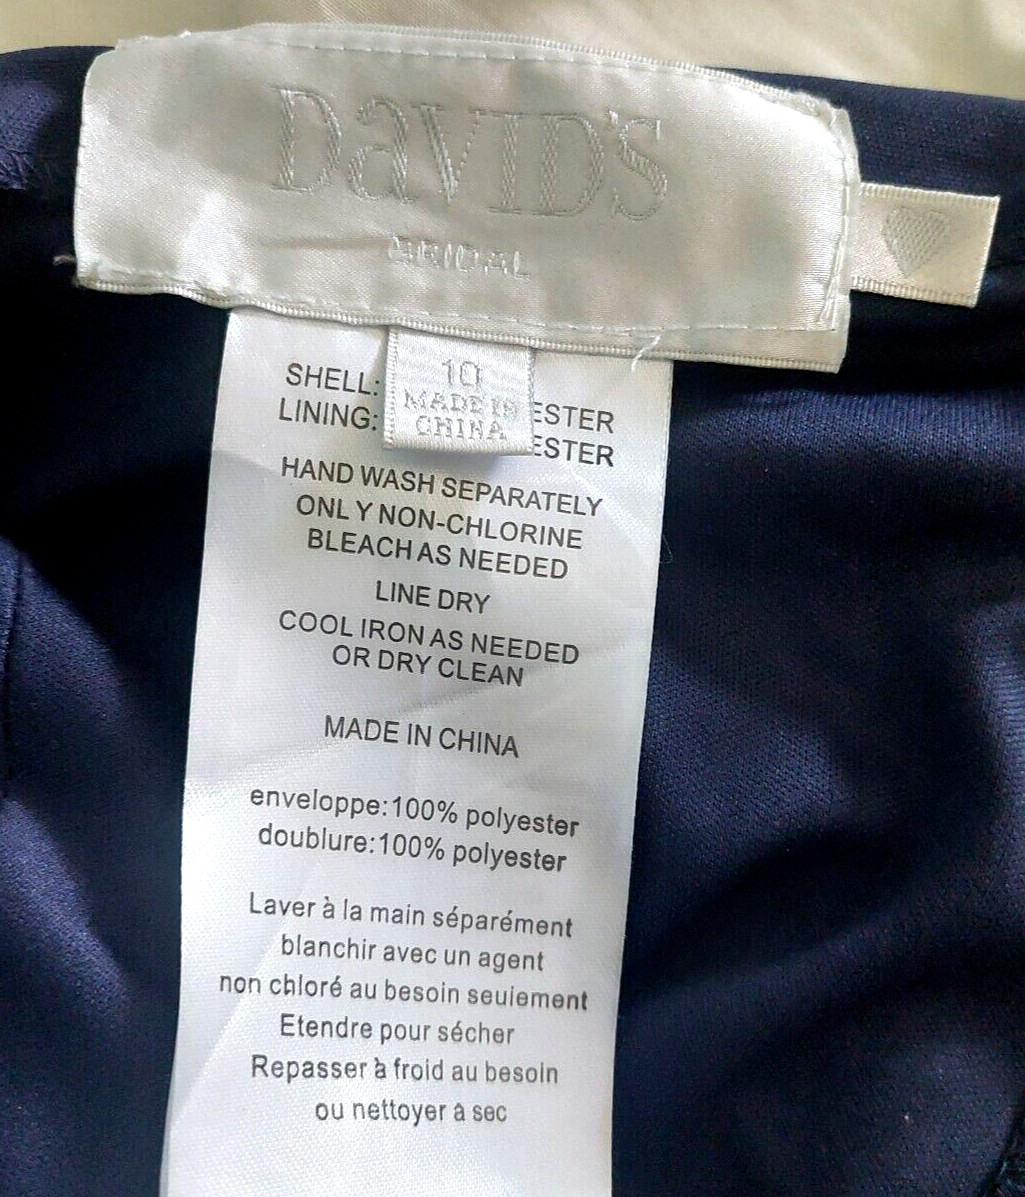 DaVID'S
BRIDAL
10
MADE IN
CHINA
SHELL: ESTER
LINING: ESTER
HAND WASH SEPARATELY
ONLY NON-CHLORINE
BLEACH AS NEEDED
LINE DRY
COOL IRON AS NEEDED
OR DRY CLEAN
MADE IN CHINA
enveloppe:100% polyester
doublure:100% polyester
Laver à la main séparément
blanchir avec un agent
non chloré au besoin seuiement
Etendre pour sécher
Repasser à froid au besoin
ou nettoyer à sec